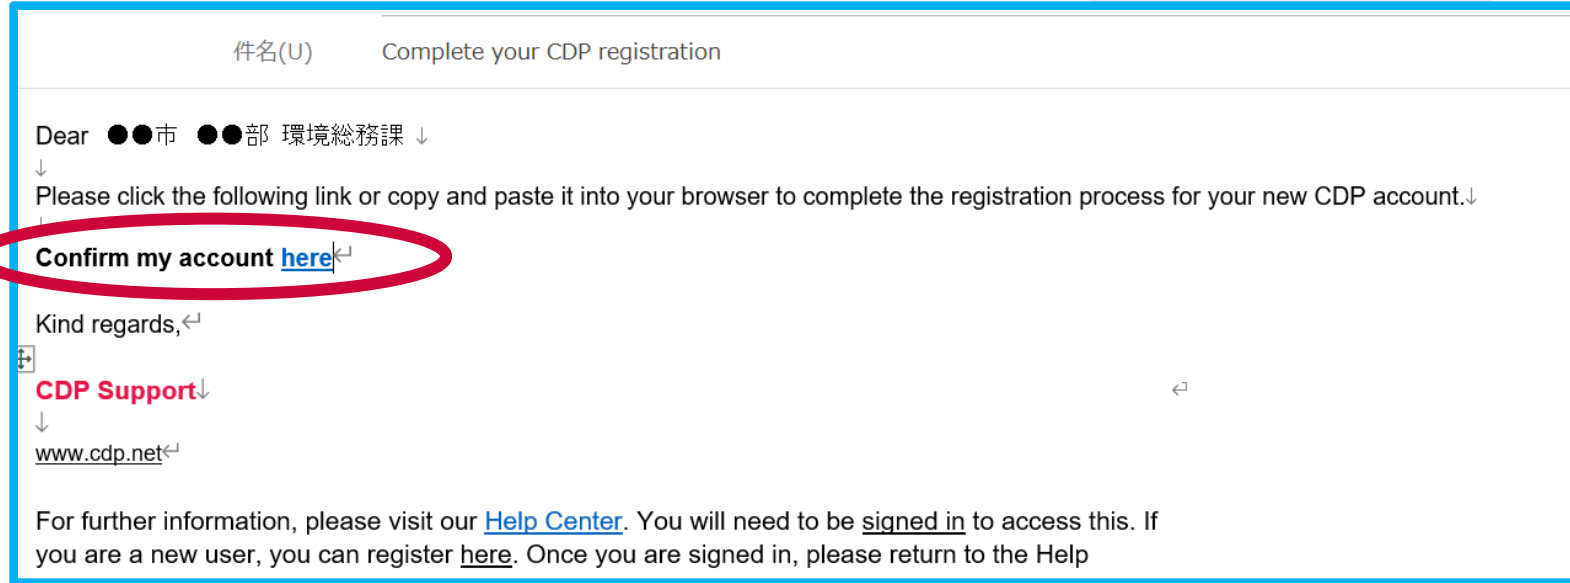 件名(U) Complete your CDP registration
Dear ●●市 ●●部 環境総務課 ↓
↓
Please click the following link or copy and paste it into your browser to complete the registration process for your new CDP account.↓
↓
Confirm my account here↵
Kind regards,↵
CDP Support↓ ↵
↓
www.cdp.net↵
For further information, please visit our Help Center. You will need to be signed in to access this. If
you are a new user, you can register here. Once you are signed in, please return to the Help